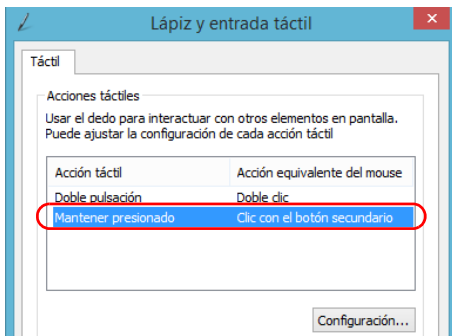 Lápiz y entrada táctil
Táctil
Acciones táctiles
Usar el dedo para interactuar con otros elementos en pantalla.
Puede ajustar la configuración de cada acción táctil
Acción táctil Acción equivalente del mouse
Doble pulsación Doble clic
Mantener presionado Clic con el botón secundario
Configuración...